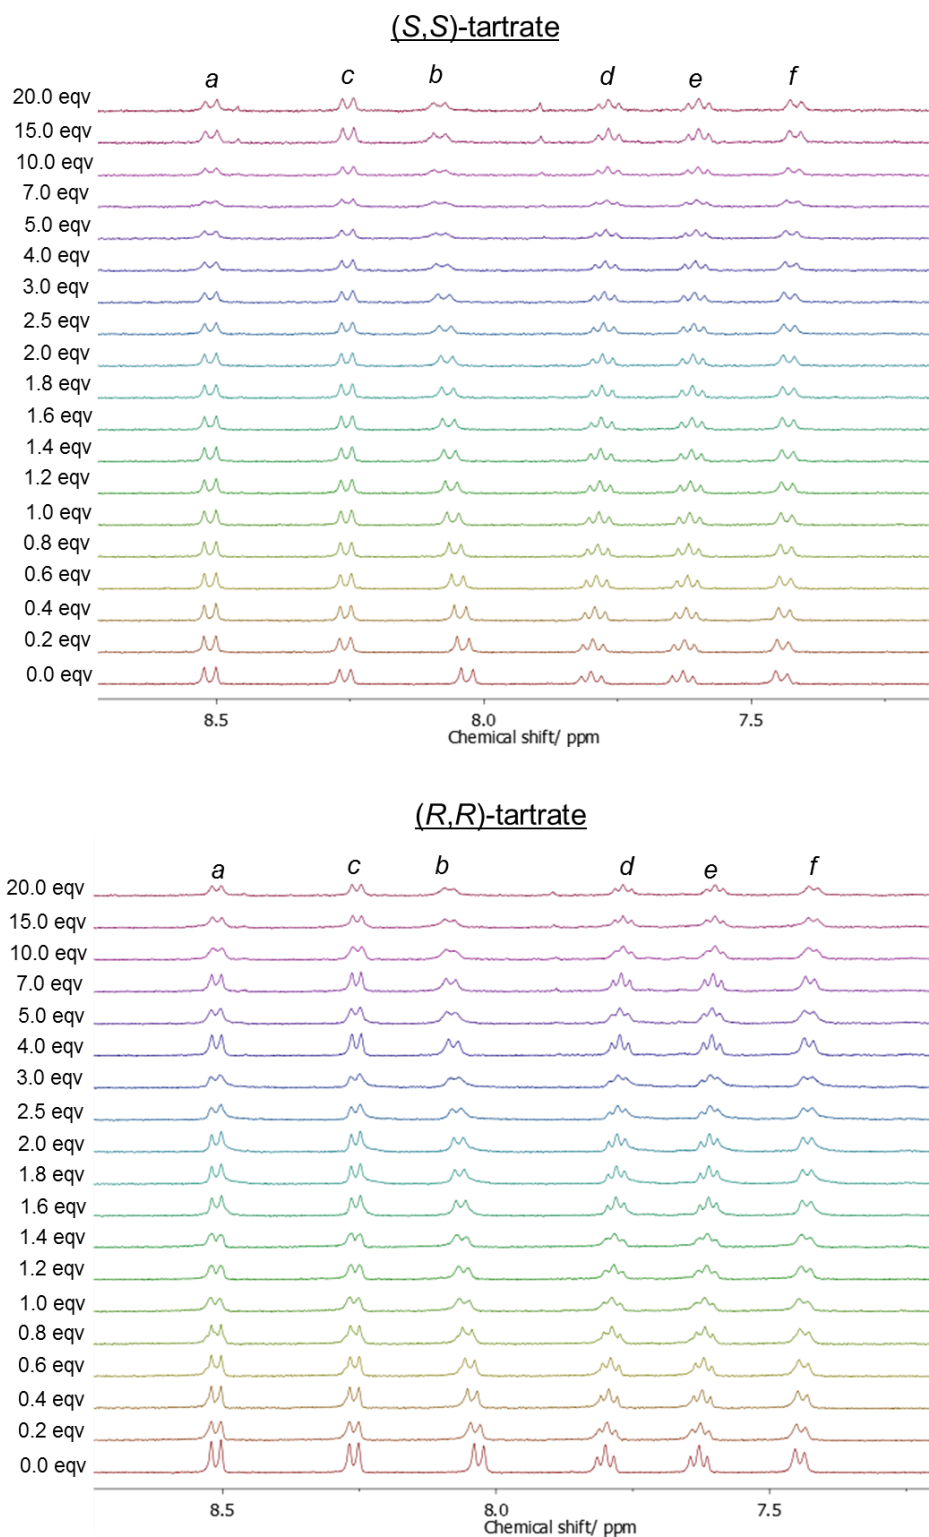 (S,S)-tartrate
a c b d e f
20.0 eqv
15.0 eqv
10.0 eqv
7.0 eqv
5.0 eqv
4.0 eqv
3.0 eqv
2.5 eqv
2.0 eqv
1.8 eqv
1.6 eqv
1.4 eqv
1.2 eqv
1.0 eqv
0.8 eqv
0.6 eqv
0.4 eqv
0.2 eqv
0.0 eqv
8.5 8.0 7.5
Chemical shift/ ppm
(R,R)-tartrate
a c b d e f
20.0 eqv
15.0 eqv
10.0 eqv
7.0 eqv
5.0 eqv
4.0 eqv
3.0 eqv
2.5 eqv
2.0 eqv
1.8 eqv
1.6 eqv
1.4 eqv
1.2 eqv
1.0 eqv
0.8 eqv
0.6 eqv
0.4 eqv
0.2 eqv
0.0 eqv
8.5 8.0 7.5
Chemical shift/ ppm